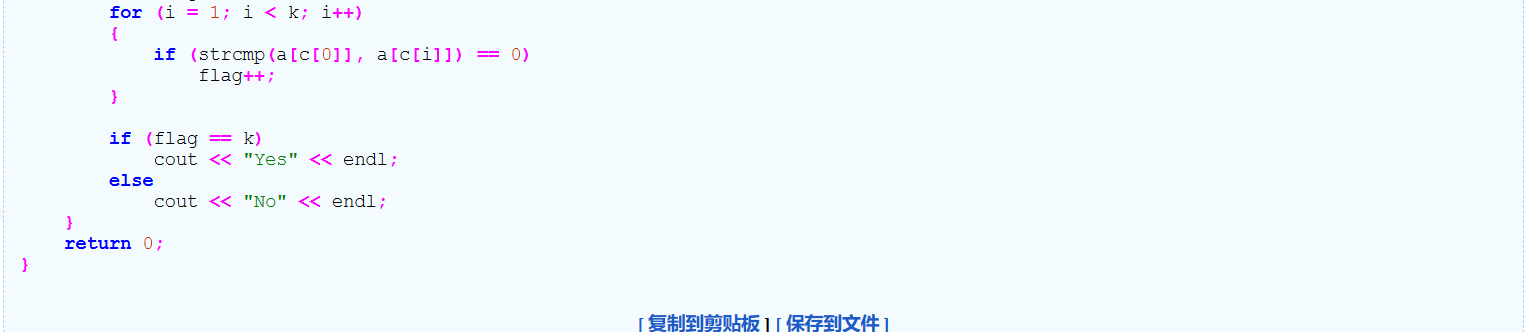 for (i = 1; i < k; i++)
        {
            if (strcmp(a[c[0]], a[c[i]]) == 0)
                flag++;
        }

        if (flag == k)
            cout << "Yes" << endl;
        else
            cout << "No" << endl;
    }
    return 0;
}
[ 复制到剪贴板 ] [ 保存到文件 ]